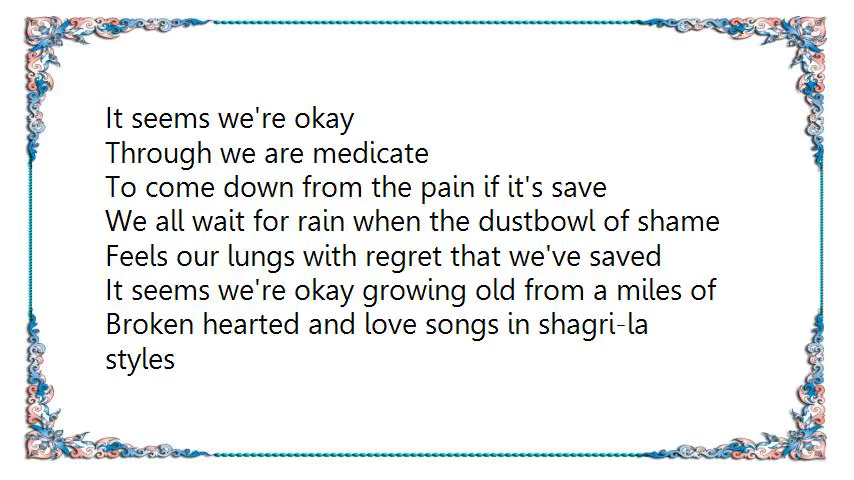 It seems we're okay
Through we are medicate
To come down from the pain if it's save
We all wait for rain when the dustbowl of shame
Feels our lungs with regret that we've saved
It seems we're okay growing old from a miles of
Broken hearted and love songs in shagri-la
styles